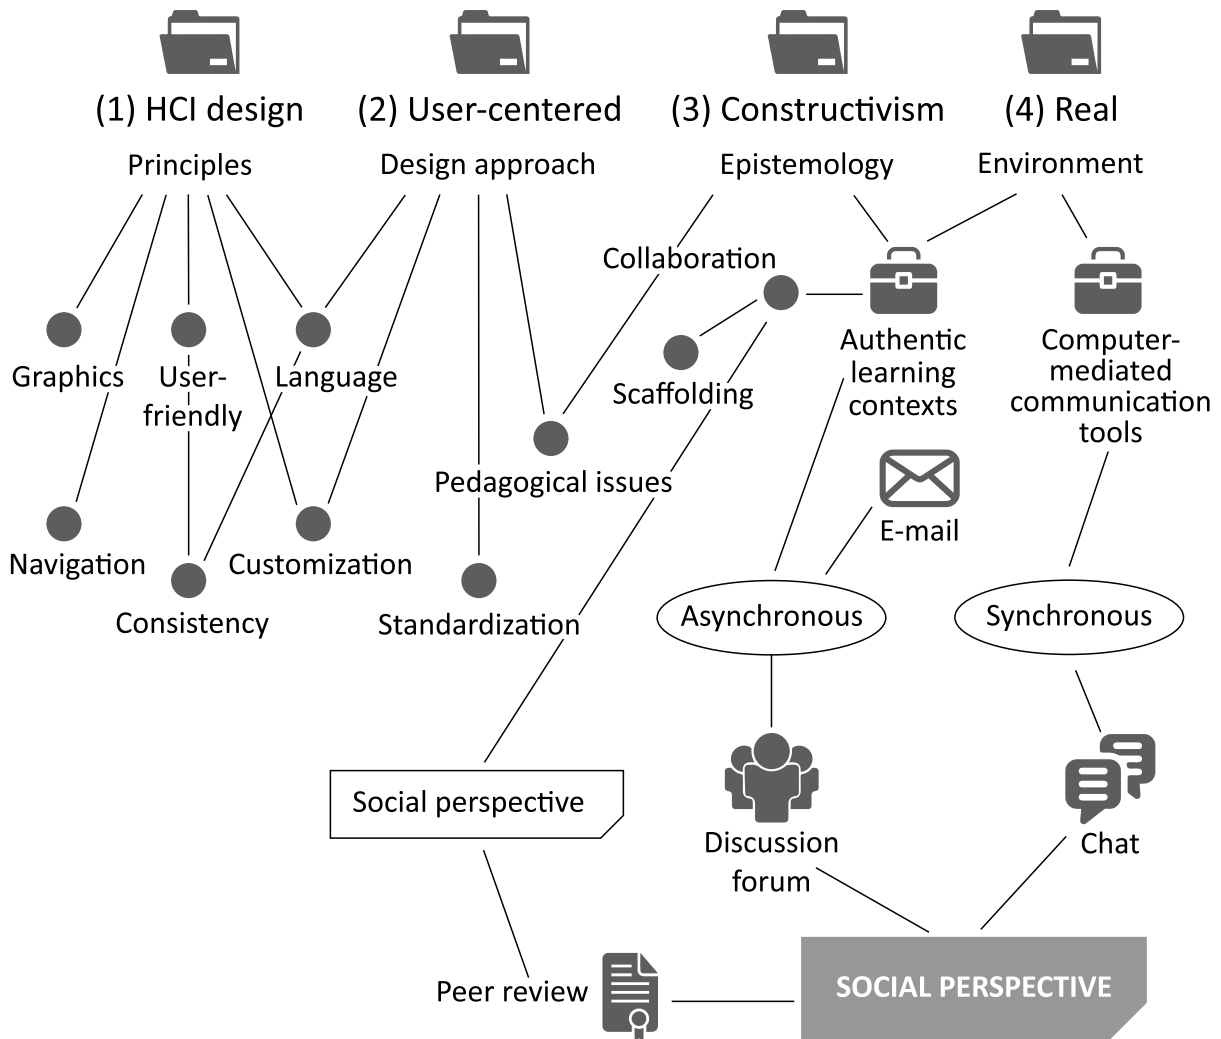 (1) HCI design
Principles
(2) User-centered
Design approach
(3) Constructivism
Epistemology
(4) Real
Environment
Collaboration
Graphics
User-
friendly
Language
Scaffolding
Authentic
learning
contexts
Computer-
mediated
communication
tools
Pedagogical issues
E-mail
Navigation
Customization
Consistency
Standardization
Asynchronous
Synchronous
Social perspective
Discussion
forum
Chat
Peer review
SOCIAL PERSPECTIVE